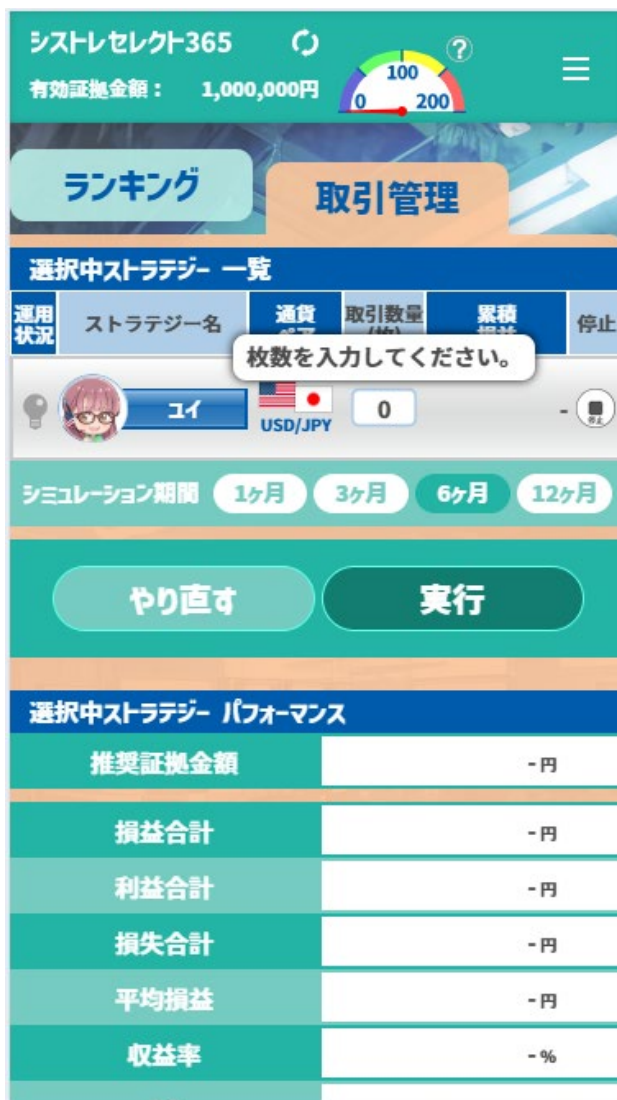 シストレセレクト365
有効証拠金額： 1,000,000円
0 100 200
?
ランキング 取引管理
選択中ストラテジー 一覧
運用状況 ストラテジー名 通貨 取引数量 累積 停止
枚数を入力してください。
ユイ USD/JPY 0 - 停止
シミュレーション期間 1ヶ月 3ヶ月 6ヶ月 12ヶ月
やり直す 実行
選択中ストラテジー パフォーマンス
推奨証拠金額 -円
損益合計 -円
利益合計 -円
損失合計 -円
平均損益 -円
収益率 -%